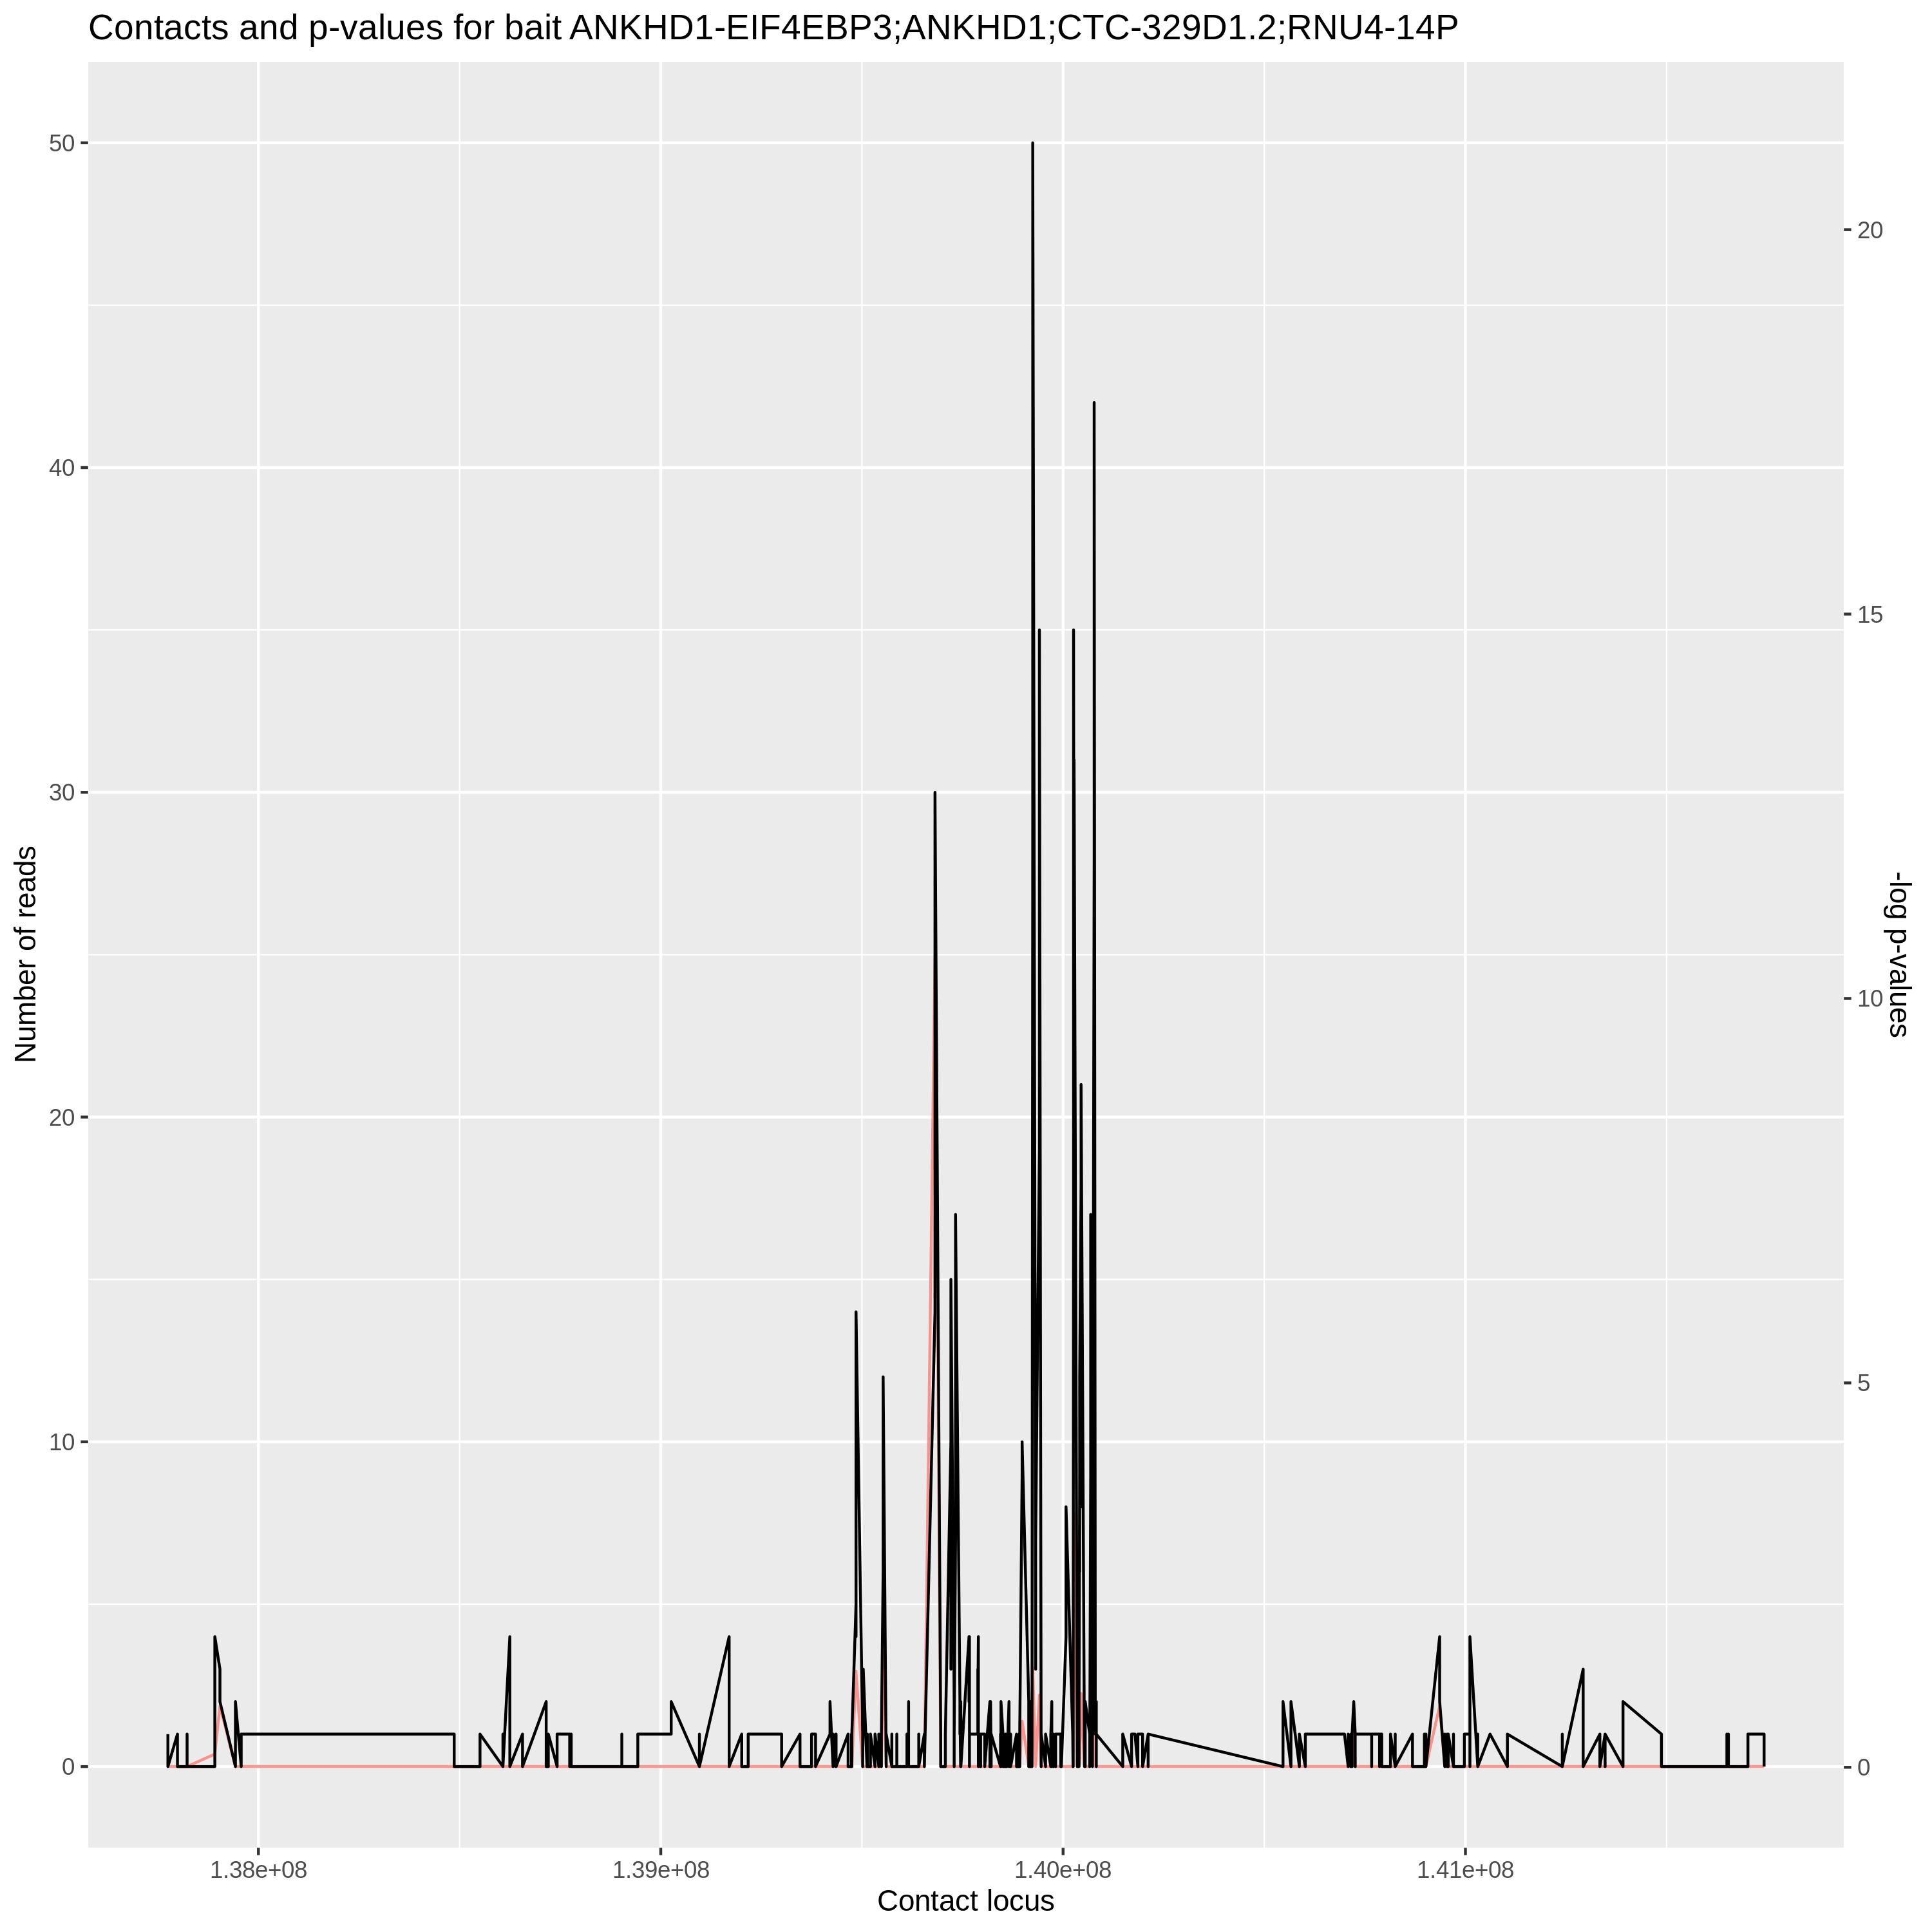 Contacts and p-values for bait ANKHD1-EIF4EBP3;ANKHD1;CTC-329D1.2;RNU4-14P
50
40
30
20
10
0
Number of reads
20
15
10
5
0
-log p-values
1.38e+08
1.39e+08
1.40e+08
1.41e+08
Contact locus